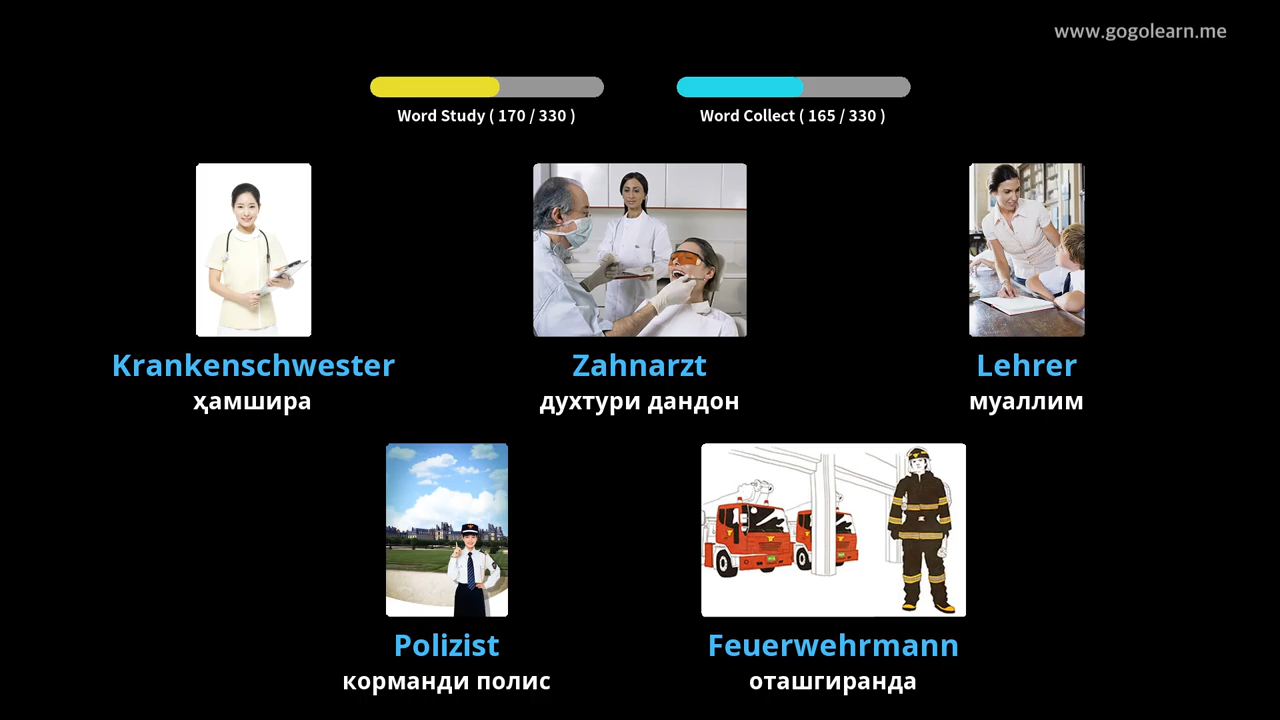 www.gogolearn.me
Word Study ( 170 / 330 )
Word Collect ( 165 / 330 )
Krankenschwester
ҳамшира
Zahnarzt
духтури дандон
Lehrer
муаллим
Polizist
корманди полис
Feuerwehrmann
оташгиранда